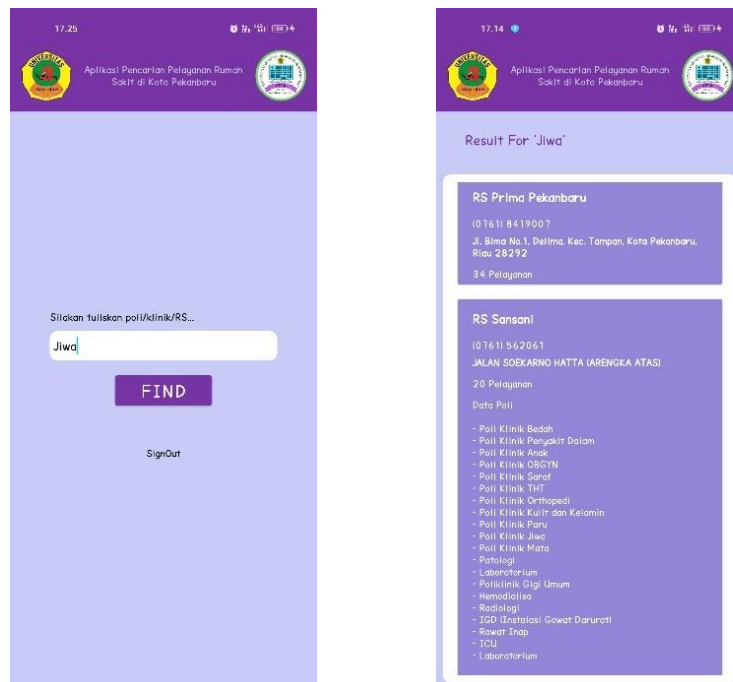 17.25
Aplikasi Pencarian Pelayanan Rumah
Sakit di Kota Pekanbaru
Silakan tuliskan poli/klinik/RS...
Jiwa
FIND
SignOut
17.14
Aplikasi Pencarian Pelayanan Rumah
Sakit di Kota Pekanbaru
Result For 'Jiwa'
RS Prima Pekanbaru
(0761) 8419007
Jl. Bima No.1, Delima, Kec. Tampan, Kota Pekanbaru,
Riau 28292
34 Pelayanan
RS Sansani
(0761) 562061
JALAN SOEKARNO HATTA (ARENGKA ATAS)
20 Pelayanan
Data Poli
- Poli Klinik Bedah
- Poli Klinik Penyakit Dalam
- Poli Klinik Anak
- Poli Klinik OBGYN
- Poli Klinik Saraf
- Poli Klinik THT
- Poli Klinik Orthopedi
- Poli Klinik Kulit dan Kelamin
- Poli Klinik Paru
- Poli Klinik Jiwa
- Poli Klinik Mata
- Patologi
- Laboratorium
- Poliklinik Gigi Umum
- Hemodialisa
- Radiologi
- IGD (Instalasi Gawat Darurat)
- Rawat Inap
- ICU
- Laboratorium